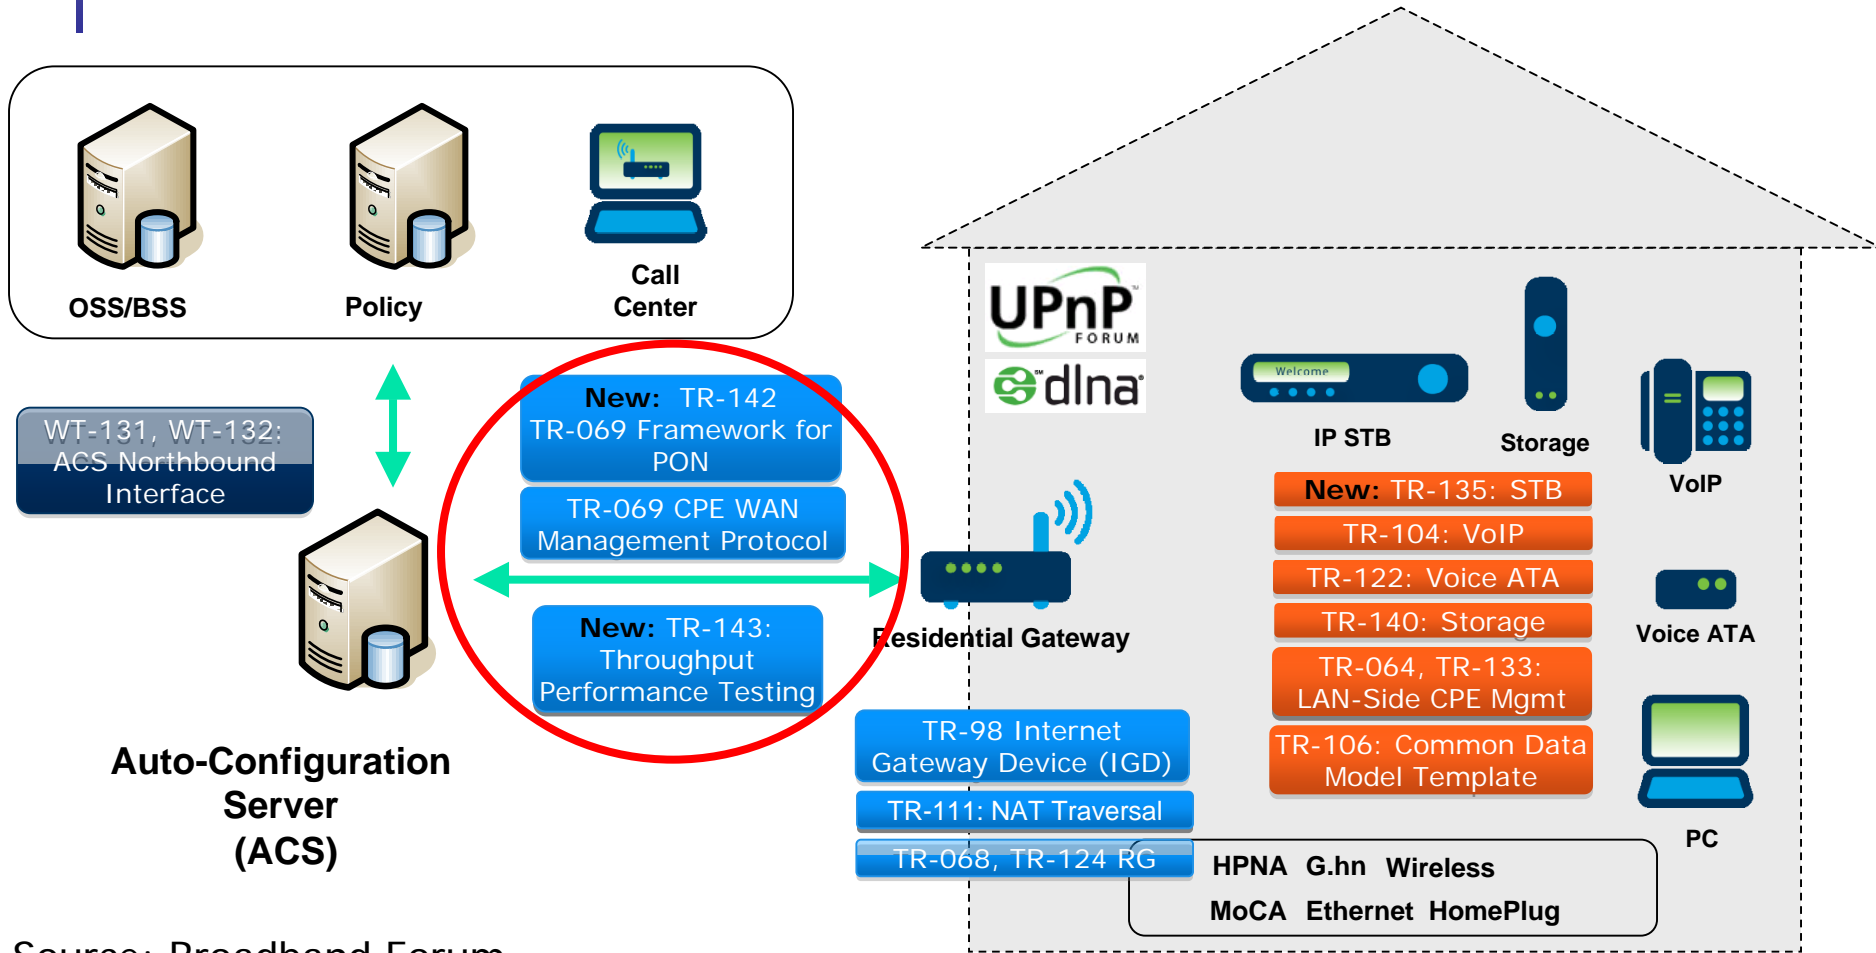 OSS/BSS
Policy
Call
Center
WT-131, WT-132:
ACS Northbound
Interface
New: TR-142
TR-069 Framework for
PON
TR-069 CPE WAN
Management Protocol
New: TR-143:
Throughput
Performance Testing
Auto-Configuration
Server
(ACS)
Residential Gateway
TR-98 Internet
Gateway Device (IGD)
TR-111: NAT Traversal
TR-068, TR-124 RG
UPnP™
FORUM
dlna
Welcome
IP STB
Storage
VoIP
New: TR-135: STB
TR-104: VoIP
TR-122: Voice ATA
TR-140: Storage
TR-064, TR-133:
LAN-Side CPE Mgmt
TR-106: Common Data
Model Template
Voice ATA
PC
HPNA G.hn Wireless
MoCA Ethernet HomePlug
Source: Broadband Forum